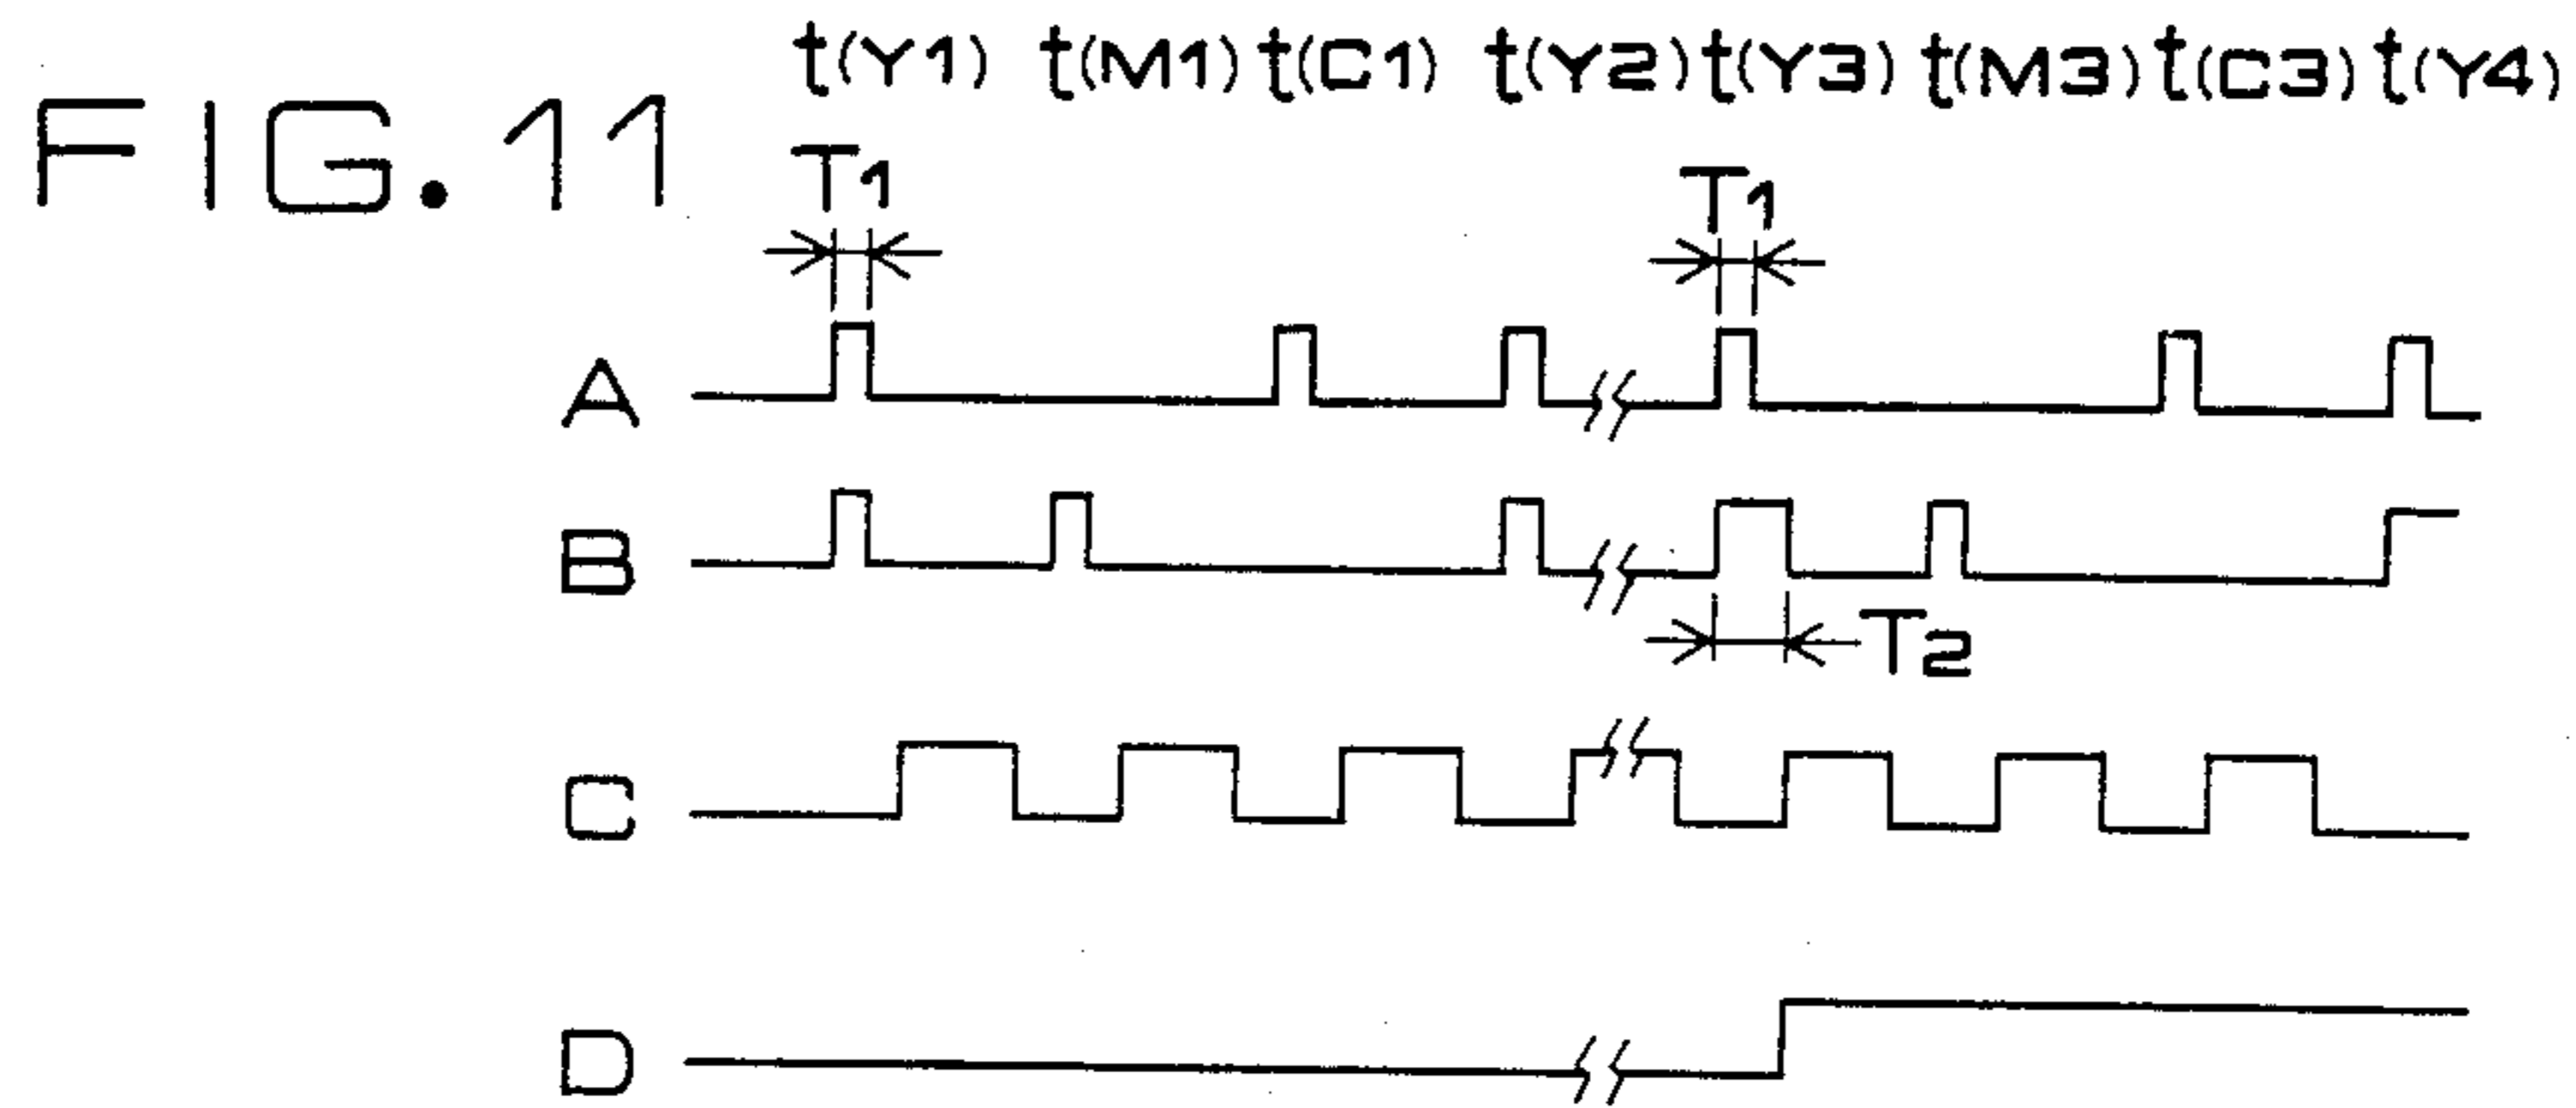 FIG. 11
t(Y1) t(M1) t(C1) t(Y2) t(Y3) t(M3) t(C3) t(Y4)
T1 T1
A
B
T2
C
D